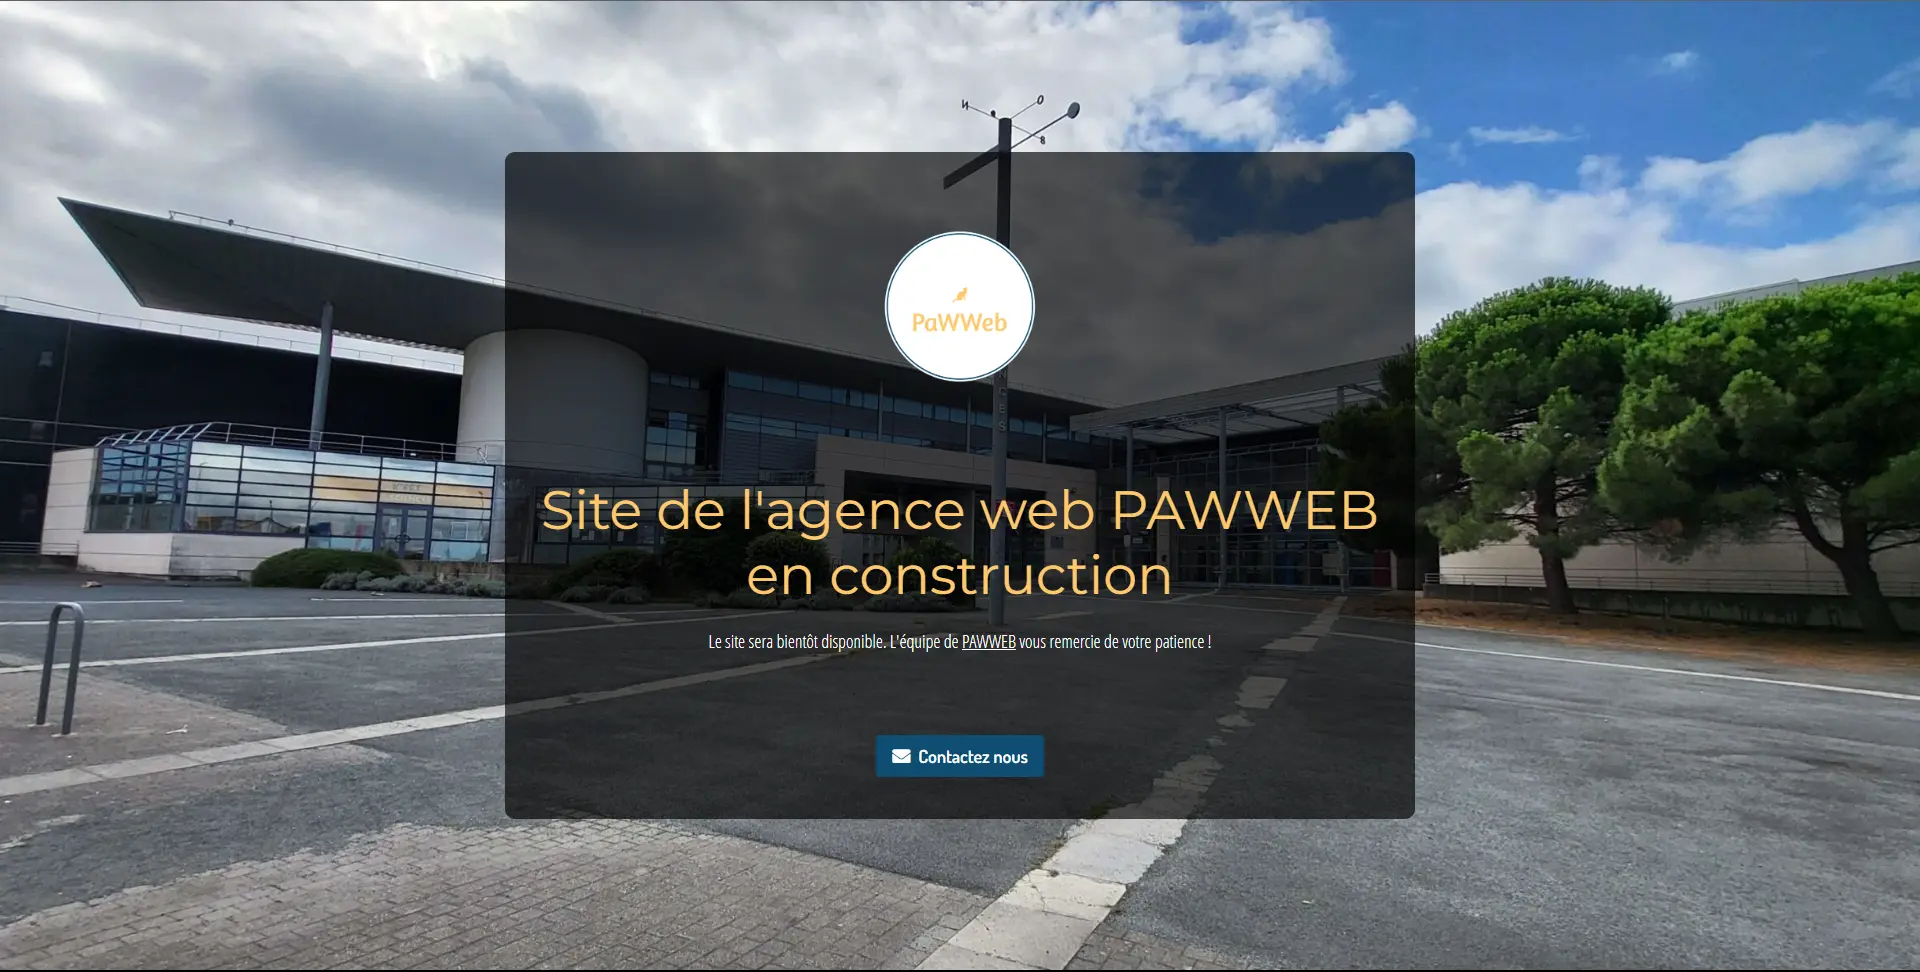 N O
S
PaWWeb
N
C
E
S
Site de l'agence web PAWWEB
en construction
Le site sera bientôt disponible. L'équipe de PAWWEB vous remercie de votre patience !
Contactez nous